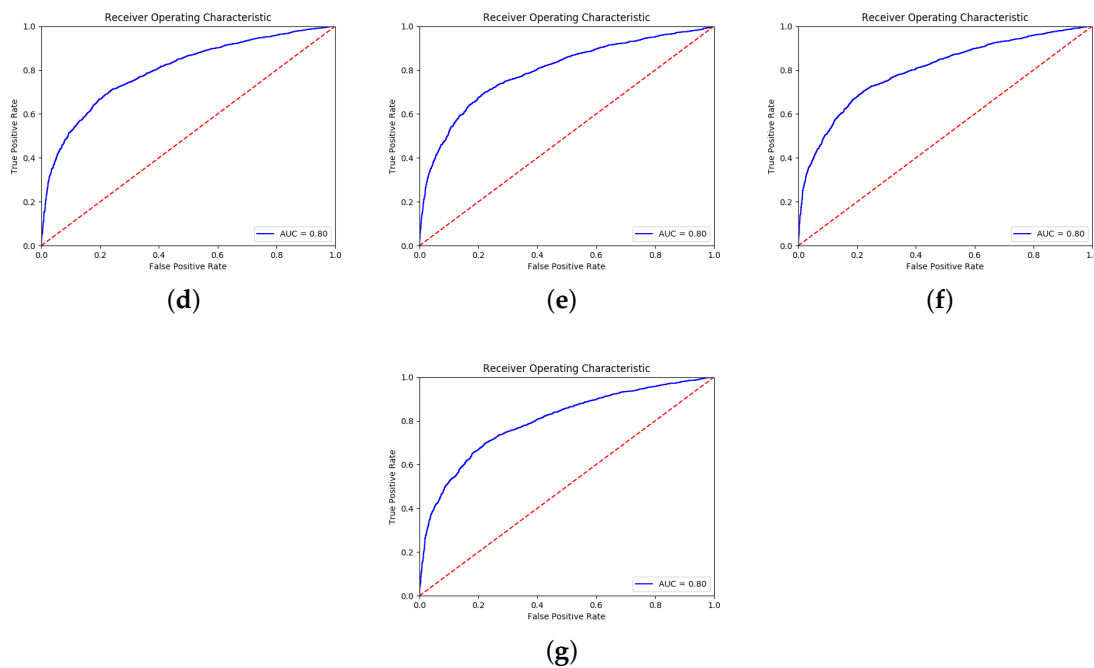 Receiver Operating Characteristic
1.0
0.8
0.6
0.4
0.2
0.0
True Positive Rate
AUC = 0.80
0.0 0.2 0.4 0.6 0.8 1.0
False Positive Rate
(d)
Receiver Operating Characteristic
1.0
0.8
0.6
0.4
0.2
0.0
True Positive Rate
AUC = 0.80
0.0 0.2 0.4 0.6 0.8 1.0
False Positive Rate
(e)
Receiver Operating Characteristic
1.0
0.8
0.6
0.4
0.2
0.0
True Positive Rate
AUC = 0.80
0.0 0.2 0.4 0.6 0.8 1.0
False Positive Rate
(f)
Receiver Operating Characteristic
1.0
0.8
0.6
0.4
0.2
0.0
True Positive Rate
AUC = 0.80
0.0 0.2 0.4 0.6 0.8 1.0
False Positive Rate
(g)